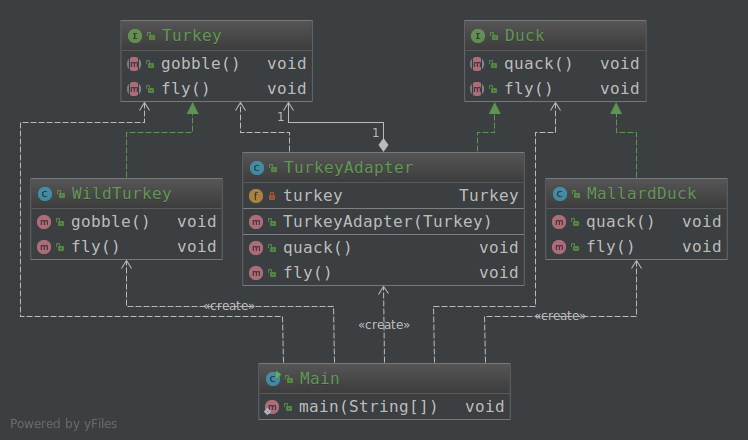 Turkey
gobble() void
fly() void
Duck
quack() void
fly() void
1
1
WildTurkey
gobble() void
fly() void
TurkeyAdapter
turkey Turkey
TurkeyAdapter(Turkey)
quack() void
fly() void
MallardDuck
quack() void
fly() void
«create»
«create»
«create»
Main
main(String[]) void
Powered by yFiles